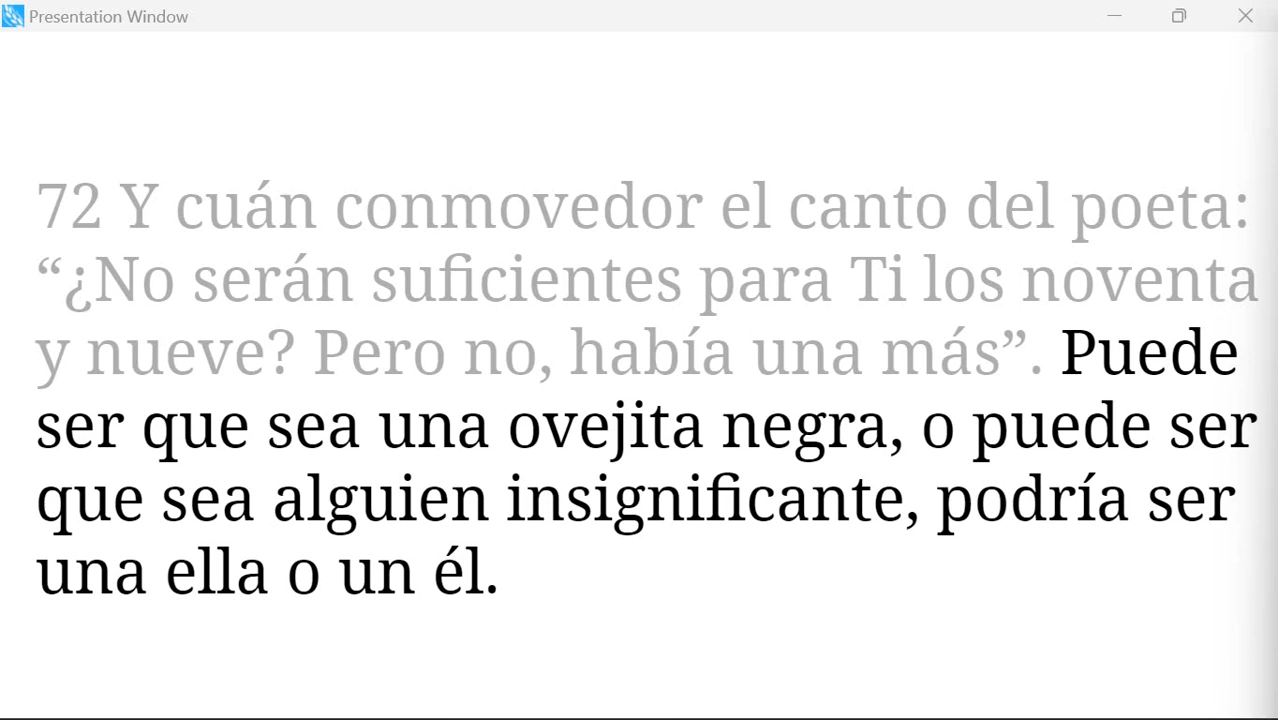 Presentation Window
72 Y cuán conmovedor el canto del poeta:
“¿No serán suficientes para Ti los noventa
y nueve? Pero no, había una más”. Puede
ser que sea una ovejita negra, o puede ser
que sea alguien insignificante, podría ser
una ella o un él.